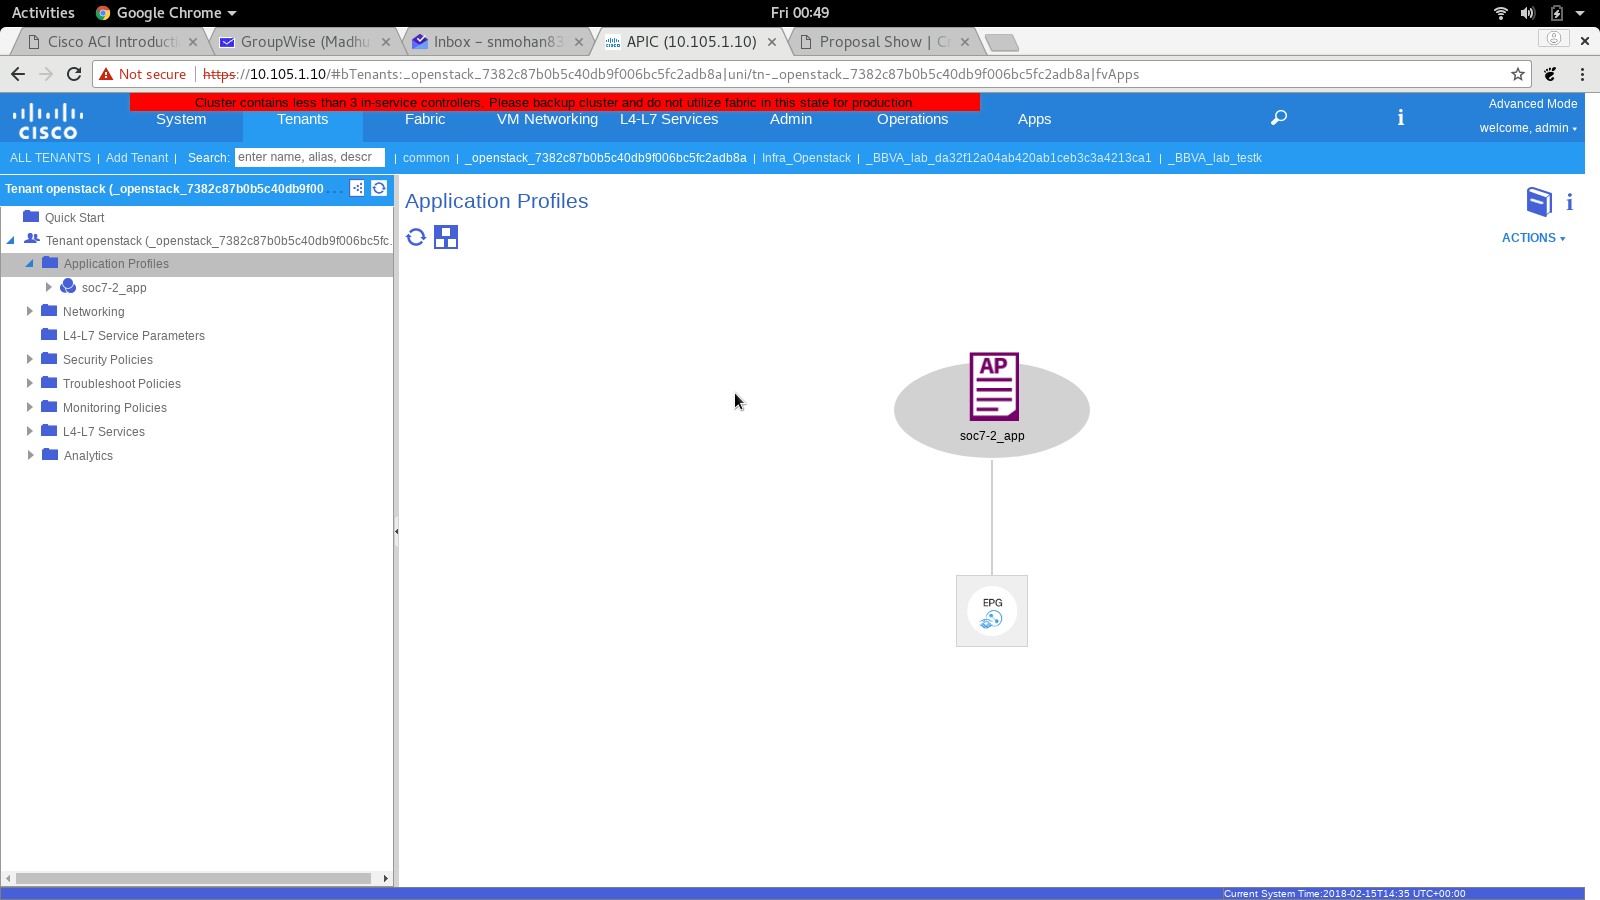 Activities Google Chrome Fri 00:49
Cisco ACI Introducti GroupWise (Madhu Inbox – snmohan83 APIC (10.105.1.10) Proposal Show | Cr
Not secure https://10.105.1.10/#bTenants:_openstack_7382c87b0b5c40db9f006bc5fc2adb8a|uni/tn-_openstack_7382c87b0b5c40db9f006bc5fc2adb8a|fvApps
Cluster contains less than 3 in-service controllers. Please backup cluster and do not utilize fabric in this state for production.
Advanced Mode
CISCO System Tenants Fabric VM Networking L4-L7 Services Admin Operations Apps i
welcome, admin
ALL TENANTS | Add Tenant | Search: enter name, alias, descr | common | _openstack_7382c87b0b5c40db9f006bc5fc2adb8a | Infra_Openstack | _BBVA_lab_da32f12a04ab420ab1ceb3c3a4213ca1 | _BBVA_lab_testk
Tenant openstack (_openstack_7382c87b0b5c40db9f00 . . .
Quick Start
Tenant openstack (_openstack_7382c87b0b5c40db9f006bc5fc.
Application Profiles
soc7-2_app
Networking
L4-L7 Service Parameters
Security Policies
Troubleshoot Policies
Monitoring Policies
L4-L7 Services
Analytics
Application Profiles i
ACTIONS
AP
soc7-2_app
EPG
Current System Time:2018-02-15T14:35 UTC+00:00